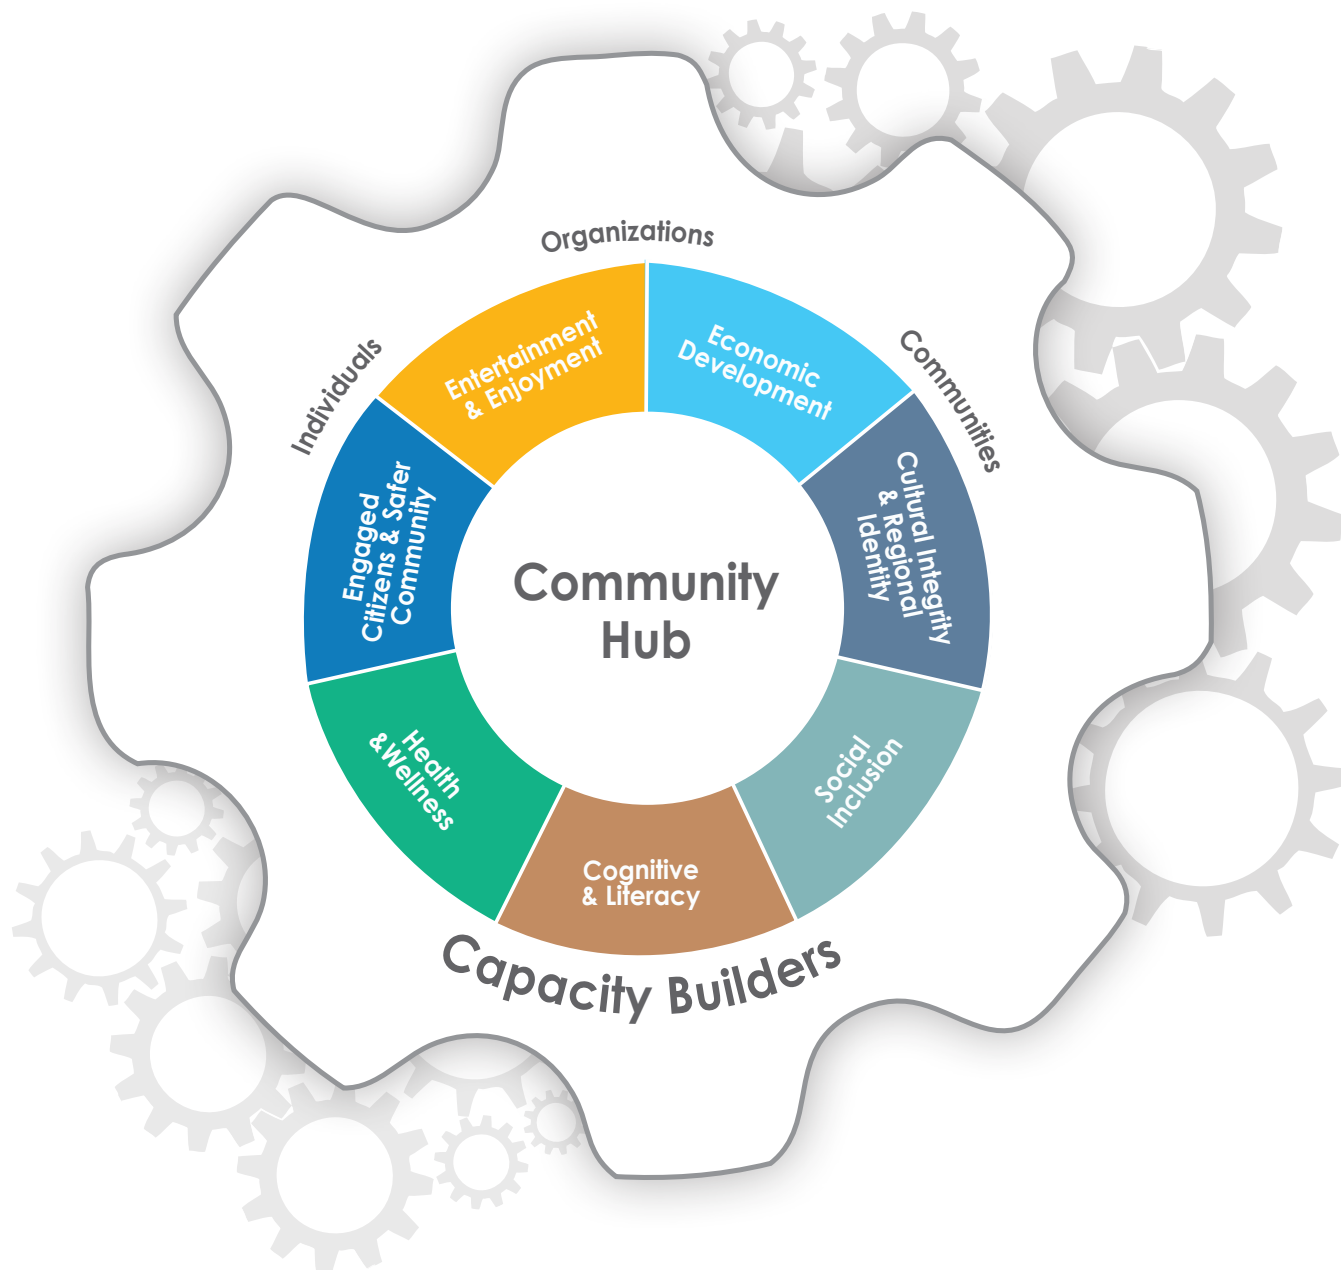 Organizations
Individuals
Communities
Entertainment
& Enjoyment
Economic
Development
Cultural Integrity
& Regional
Identity
Social
Inclusion
Cognitive
& Literacy
Health
&Wellness
Engaged
Citizens & Safer
Community
Community
Hub
Capacity Builders